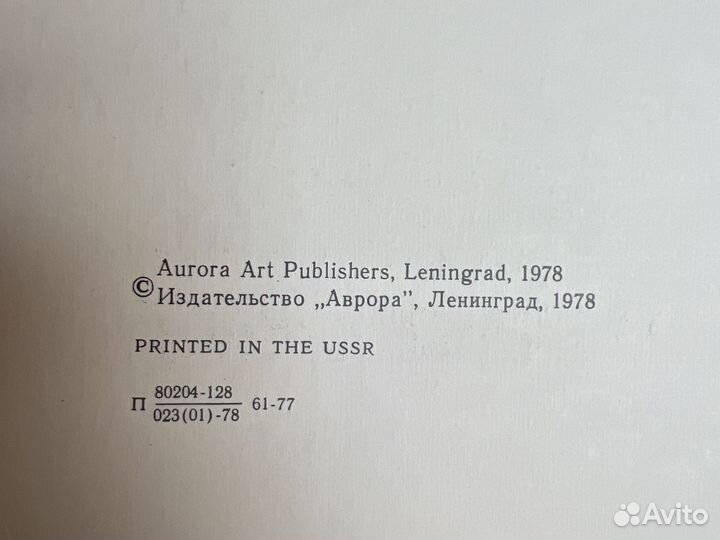 Aurora Art Publishers, Leningrad, 1978
© Издательство „Аврора”, Ленинград, 1978
PRINTED IN THE USSR
П 80204-128 61-77
023(01)-78
Avito